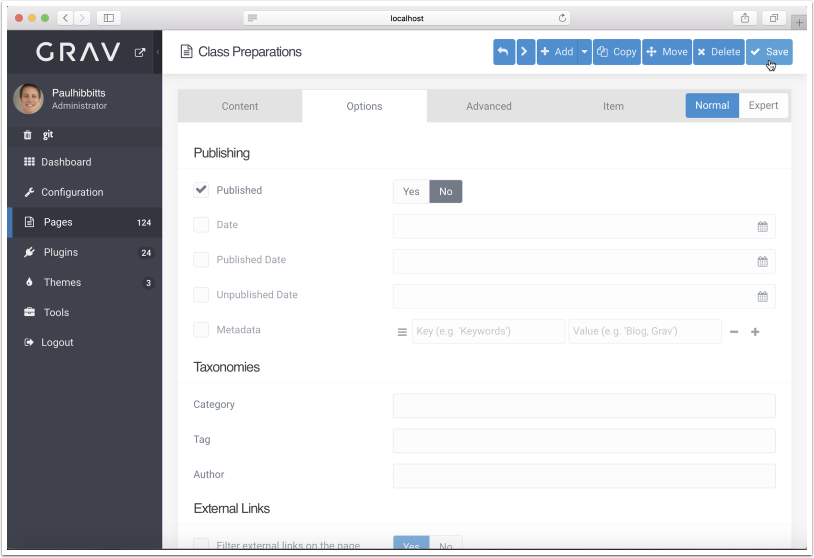 localhost
GRAV
Class Preparations
Add
Copy
Move
Delete
Save
Paulhibbitts
Administrator
git
Dashboard
Configuration
Pages 124
Plugins 24
Themes 3
Tools
Logout
Content
Options
Advanced
Item
Normal
Expert
Publishing
Published Yes No
Date
Published Date
Unpublished Date
Metadata Key (e.g. 'Keywords') Value (e.g. 'Blog, Grav')
Taxonomies
Category
Tag
Author
External Links
Filter external links on the page Yes No